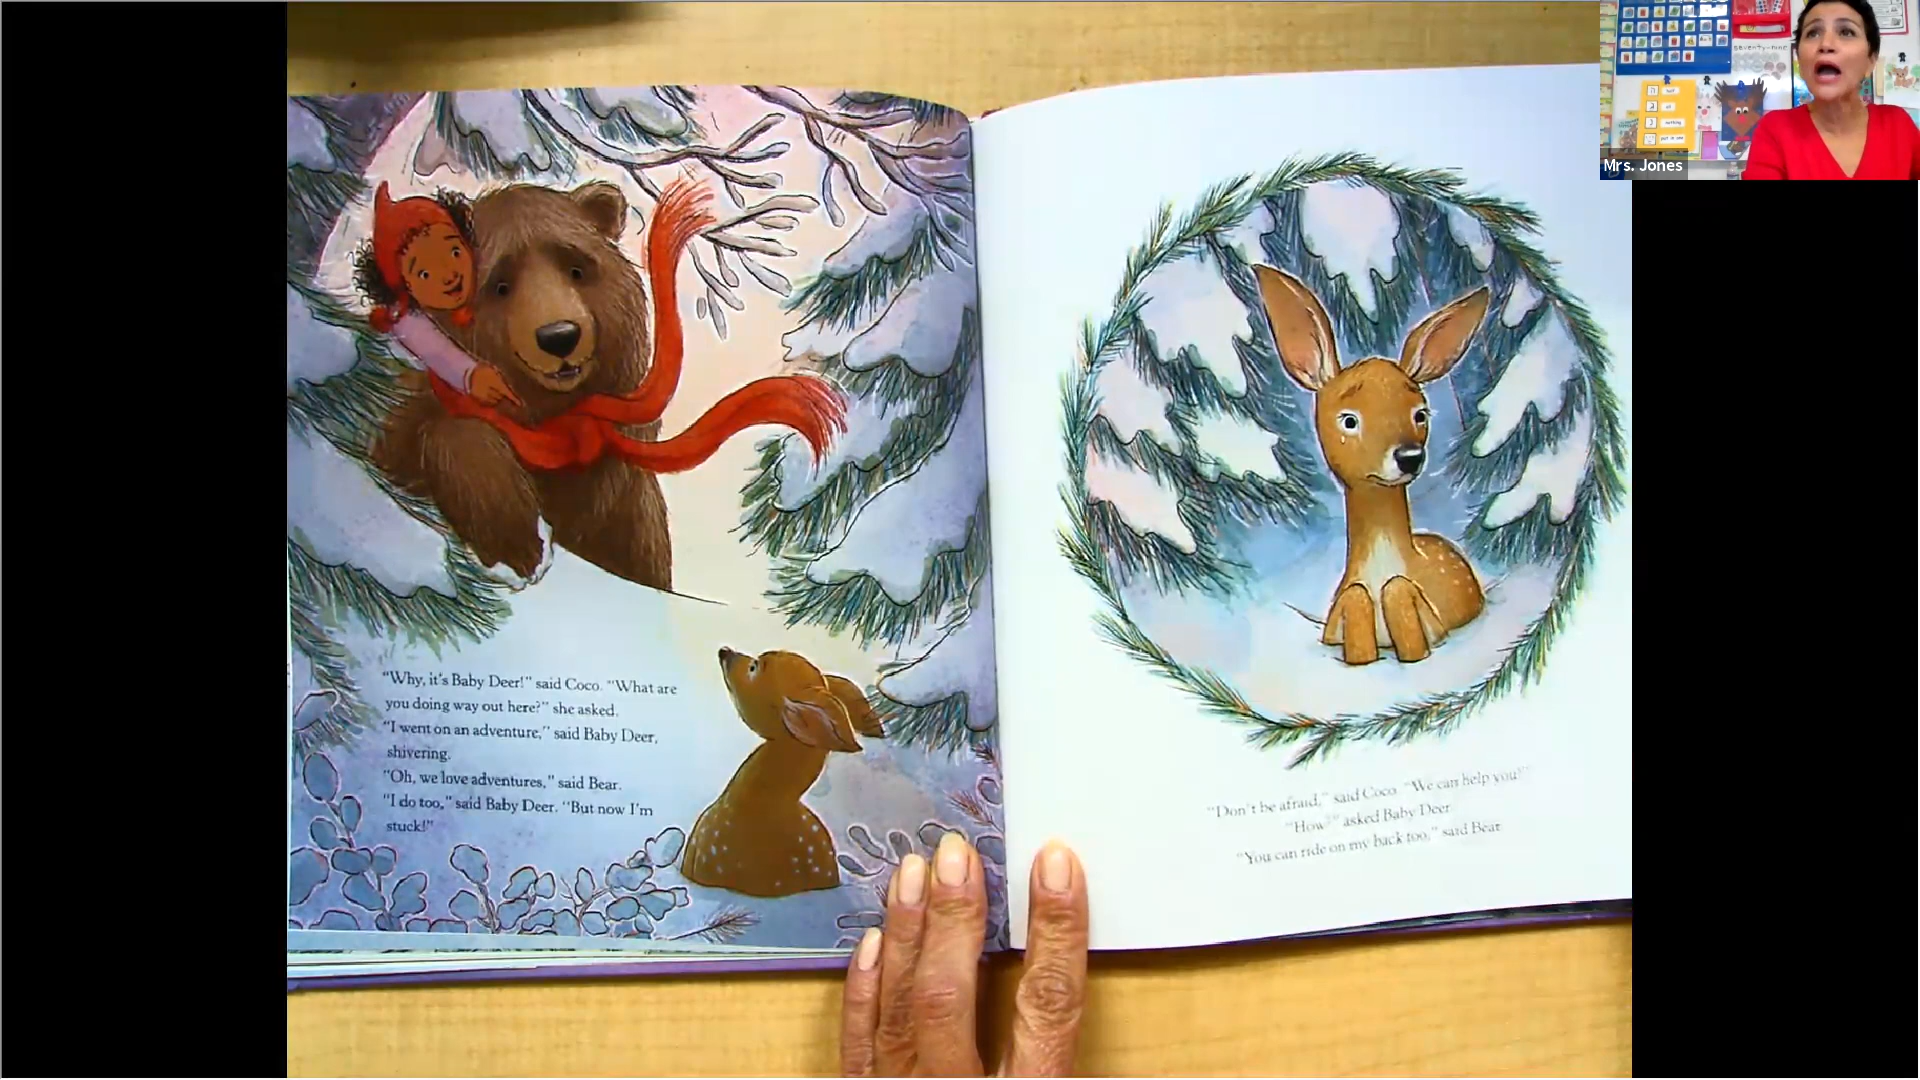 "Why, it's Baby Deer!" said Coco. "What are
you doing way out here?" she asked.
"I went on an adventure," said Baby Deer,
shivering.
"Oh, we love adventures," said Bear.
"I do too," said Baby Deer. "But now I'm
stuck!"
"Don't be afraid," said Coco. "We can help you!"
"How?" asked Baby Deer.
"You can ride on my back too," said Bear.
seventy-nine
Mrs. Jones